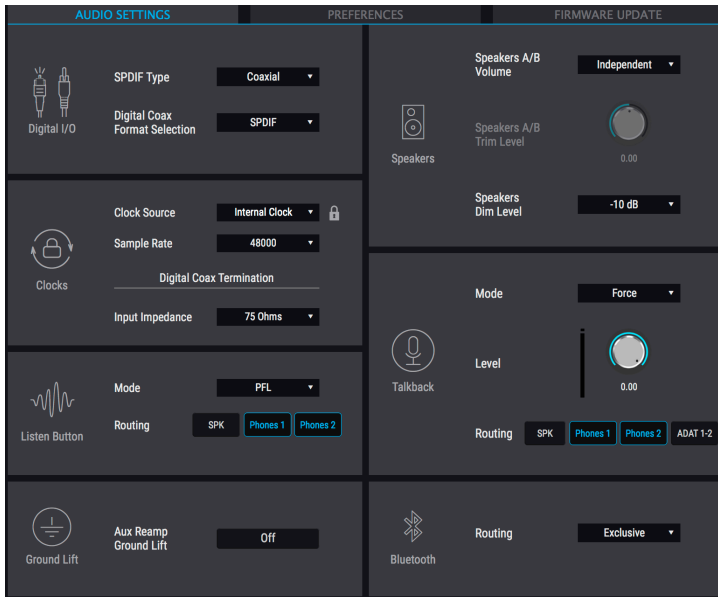 AUDIO SETTINGS
PREFERENCES
FIRMWARE UPDATE
Digital I/O
SPDIF Type
Coaxial
Digital Coax
Format Selection
SPDIF
Clocks
Clock Source
Internal Clock
Sample Rate
48000
Digital Coax Termination
Input Impedance
75 Ohms
Listen Button
Mode
PFL
Routing
SPK
Phones 1
Phones 2
Ground Lift
Aux Reamp
Ground Lift
Off
Speakers
Speakers A/B
Volume
Independent
Speakers A/B
Trim Level
0.00
Speakers
Dim Level
-10 dB
Talkback
Mode
Force
Level
0.00
Routing
SPK
Phones 1
Phones 2
ADAT 1-2
Bluetooth
Routing
Exclusive